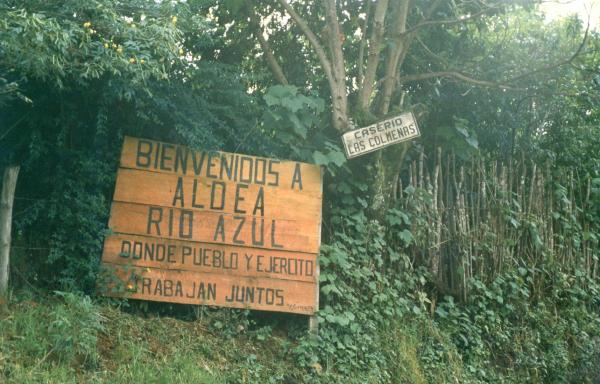 BIENVENIDOS A
ALDEA
RIO AZUL
DONDE PUEBLO Y EJERCITO
TRABAJAN JUNTOS
CASERIO
LAS COLMENAS